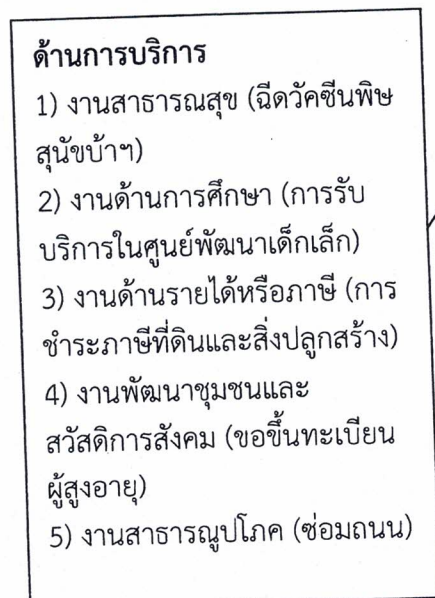 ด้านการบริการ
1) งานสาธารณสุข (ฉีดวัคซีนพิษ
สุนัขบ้าฯ)
2) งานด้านการศึกษา (การรับ
บริการในศูนย์พัฒนาเด็กเล็ก)
3) งานด้านรายได้หรือภาษี (การ
ชำระภาษีที่ดินและสิ่งปลูกสร้าง)
4) งานพัฒนาชุมชนและ
สวัสดิการสังคม (ขอขึ้นทะเบียน
ผู้สูงอายุ)
5) งานสาธารณูปโภค (ซ่อมถนน)